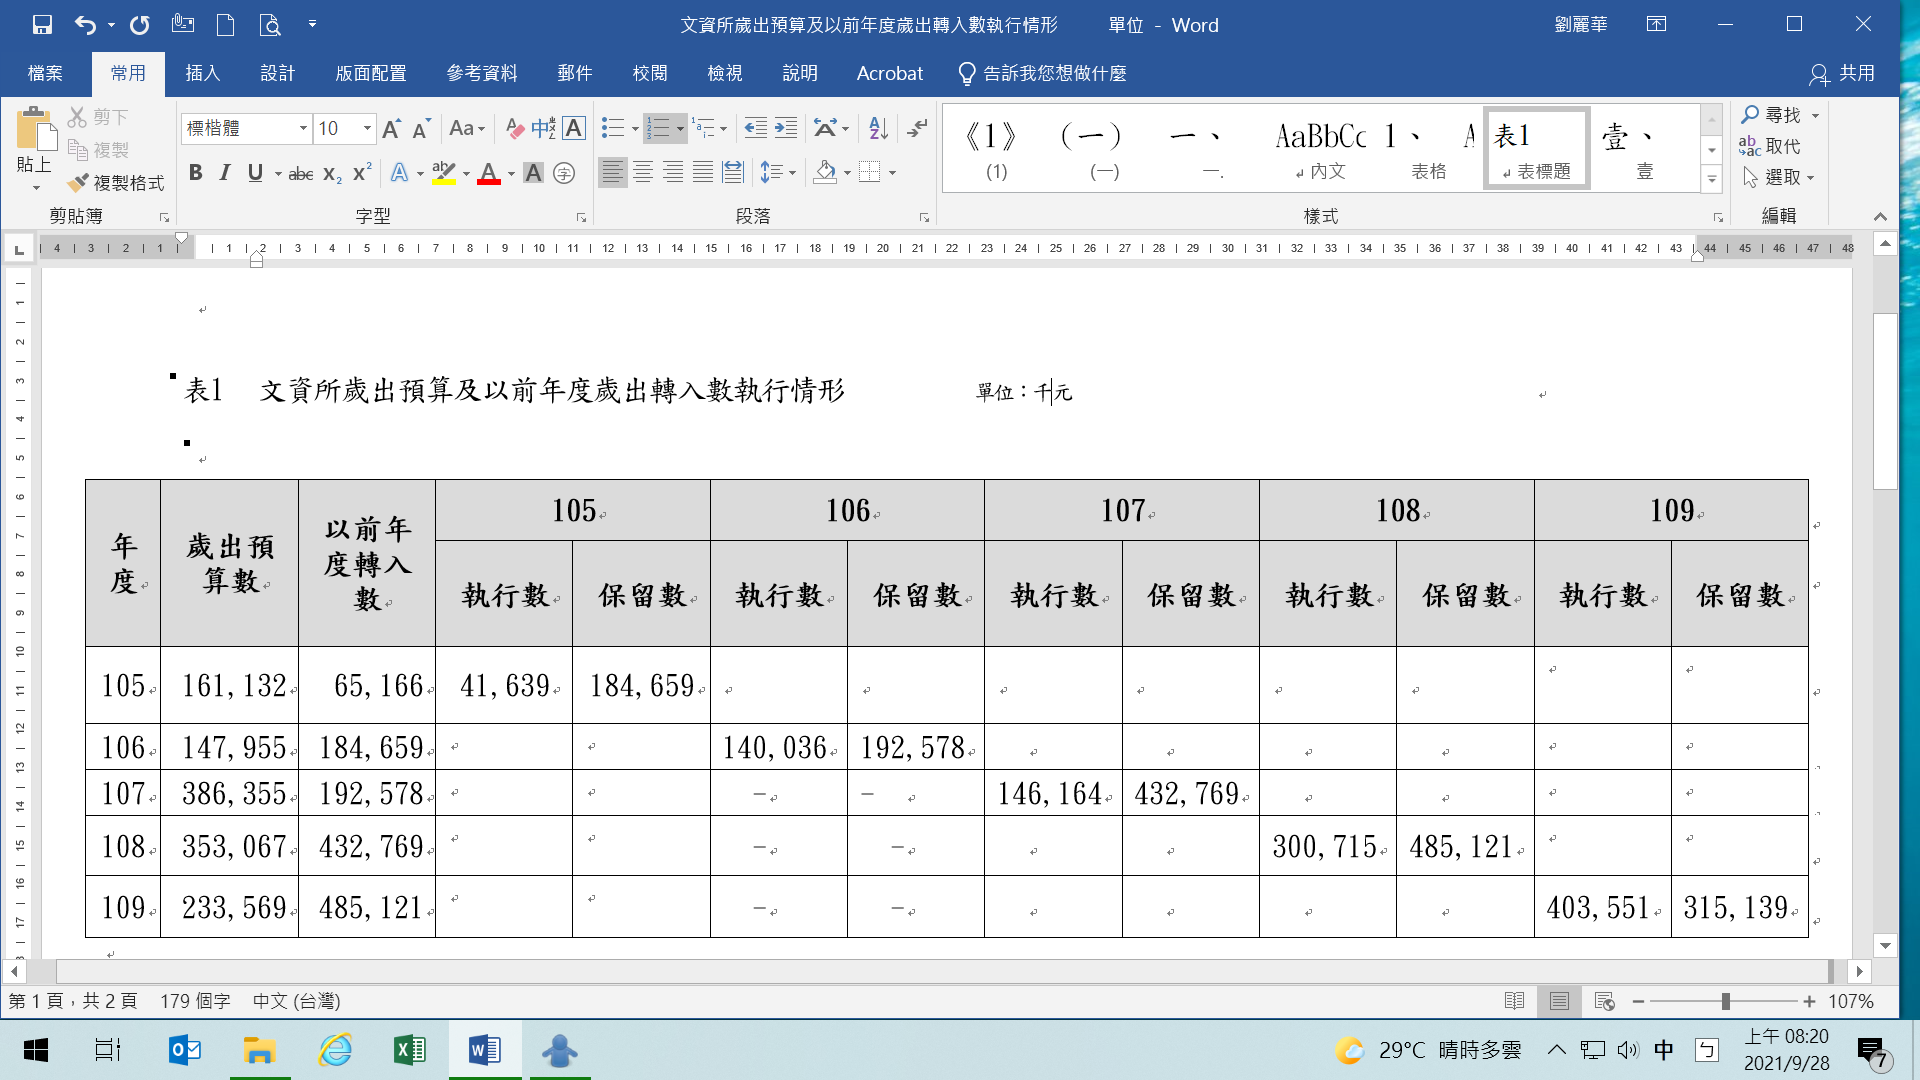 文資所歲出預算及以前年度歲出轉入數執行情形 單位 - Word
劉麗華
檔案 常用 插入 設計 版面配置 參考資料 郵件 校閱 檢視 說明 Acrobat 告訴我您想做什麼 共用
貼上 剪下 複製 複製格式
標楷體 10
《1》 (一) 一、 AaBbCc 1、 表1 壹、
(1) (一) 一. 內文 表格 表標題 壹
尋找
取代
選取
剪貼簿 字型 段落 樣式 編輯
表1 文資所歲出預算及以前年度歲出轉入數執行情形 單位：千元
年度 歲出預算數 以前年度轉入數 105 106 107 108 109
執行數 保留數 執行數 保留數 執行數 保留數 執行數 保留數 執行數 保留數
105 161,132 65,166 41,639 184,659
106 147,955 184,659 140,036 192,578
107 386,355 192,578 — — 146,164 432,769
108 353,067 432,769 — — 300,715 485,121
109 233,569 485,121 — — 403,551 315,139
第 1 頁，共 2 頁 179 個字 中文 (台灣) 107%
29°C 晴時多雲 中 ㄅ 上午 08:20
2021/9/28 7